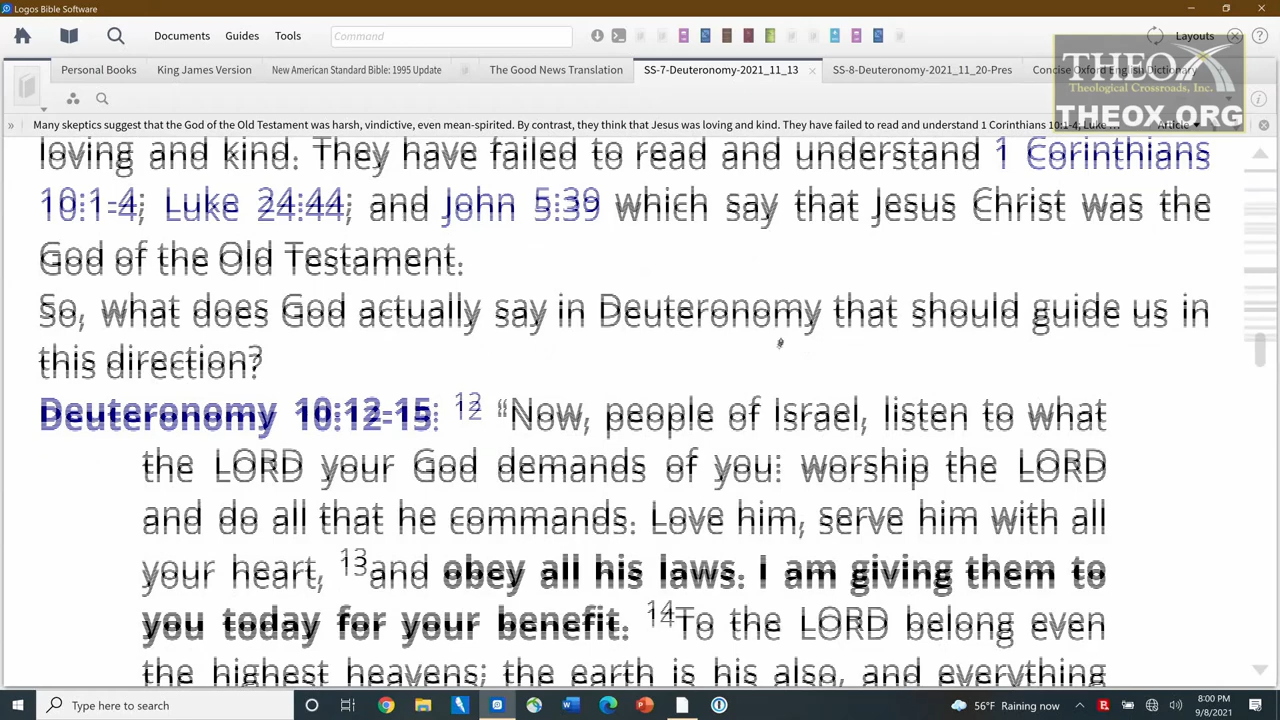 Logos Bible Software
Documents Guides Tools Command Layouts
Personal Books King James Version New American Standard Bible: 1995 Update The Good News Translation SS-7-Deuteronomy-2021_11_13 SS-8-Deuteronomy-2021_11_20-Pres Concise Oxford English Dictionary
THEOX
Theological Crossroads, Inc.
THEOX.ORG
Many skeptics suggest that the God of the Old Testament was harsh, vindictive, even mean-spirited. By contrast, they think that Jesus was loving and kind. They have failed to read and understand 1 Corinthians 10:1-4; Luke ... Article
loving and kind. They have failed to read and understand 1 Corinthians
10:1-4; Luke 24:44; and John 5:39 which say that Jesus Christ was the
God of the Old Testament.
So, what does God actually say in Deuteronomy that should guide us in
this direction?
Deuteronomy 10:12-15: 12 “Now, people of Israel, listen to what
the LORD your God demands of you: worship the LORD
and do all that he commands. Love him, serve him with all
your heart, 13 and obey all his laws. I am giving them to
you today for your benefit. 14 To the LORD belong even
the highest heavens; the earth is his also, and everything
Type here to search
56°F Raining now
8:00 PM
9/8/2021